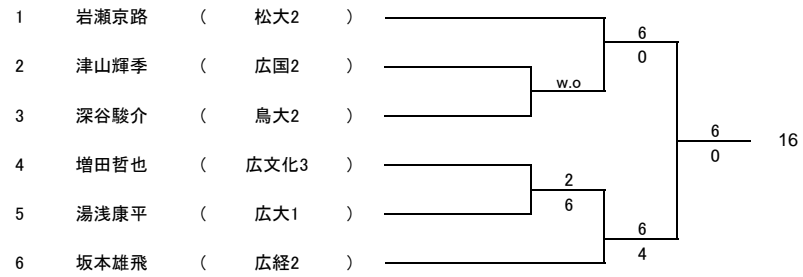 1 岩瀬京路 ( 松大2 )
6
0
2 津山輝季 ( 広国2 )
w.o
3 深谷駿介 ( 鳥大2 )
6
0
16
4 増田哲也 ( 広文化3 )
2
6
5 湯浅康平 ( 広大1 )
6
4
6 坂本雄飛 ( 広経2 )